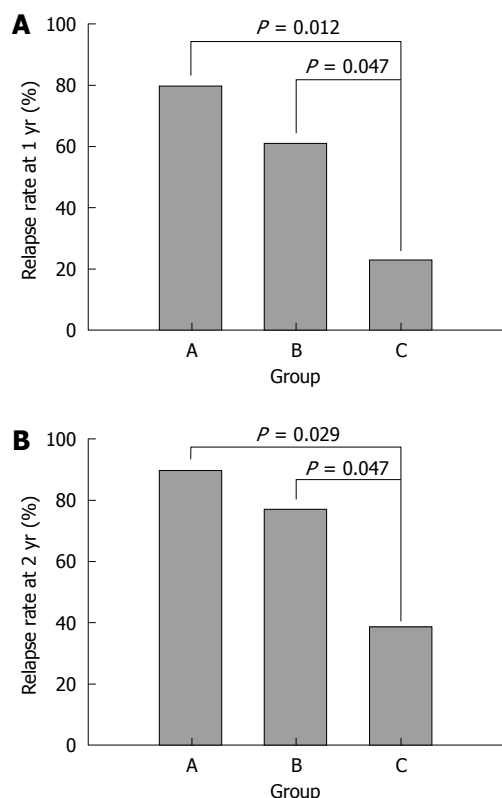 A
P = 0.012
P = 0.047
Relapse rate at 1 yr (%)
100
80
60
40
20
0
A B C
Group
B
P = 0.029
P = 0.047
Relapse rate at 2 yr (%)
100
80
60
40
20
0
A B C
Group